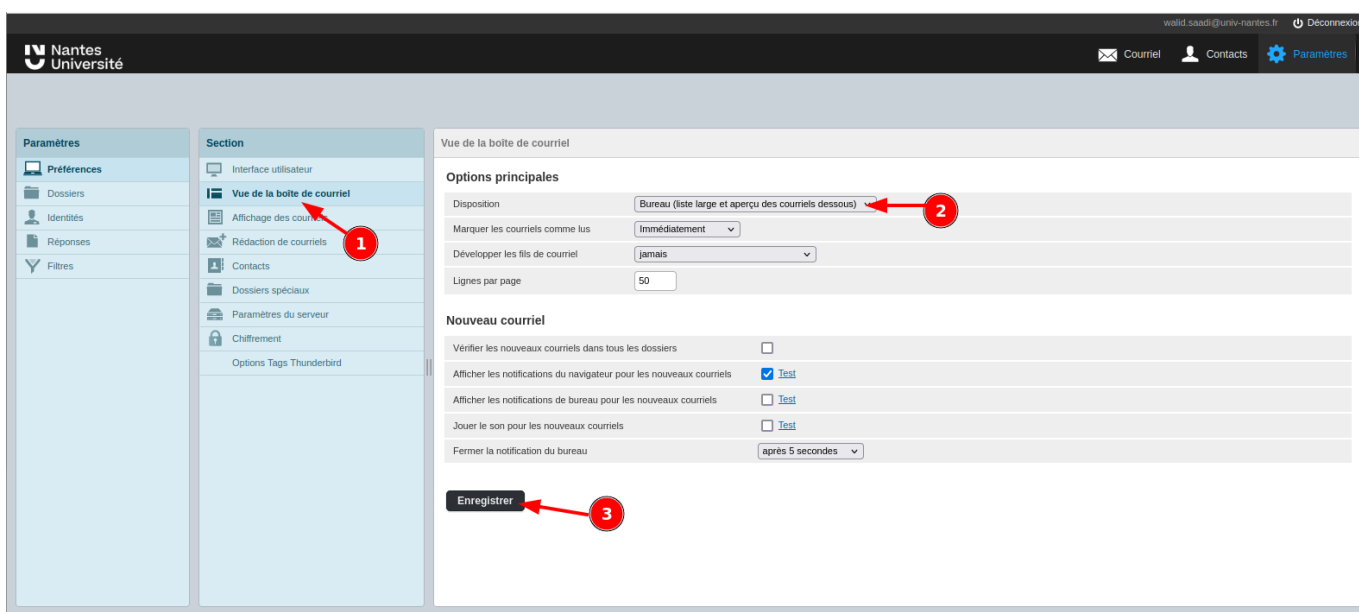 walid.saadi@univ-nantes.fr Déconnexio
Nantes
Université
Courriel Contacts Paramètres
Paramètres
Préférences
Dossiers
Identités
Réponses
Filtres
Section
Interface utilisateur
Vue de la boîte de courriel
Affichage des courriels
Rédaction de courriels
Contacts
Dossiers spéciaux
Paramètres du serveur
Chiffrement
Options Tags Thunderbird
1
Vue de la boîte de courriel
Options principales
Disposition Bureau (liste large et aperçu des courriels dessous)
2
Marquer les courriels comme lus Immédiatement
Développer les fils de courriel jamais
Lignes par page 50
Nouveau courriel
Vérifier les nouveaux courriels dans tous les dossiers
Afficher les notifications du navigateur pour les nouveaux courriels Test
Afficher les notifications de bureau pour les nouveaux courriels Test
Jouer le son pour les nouveaux courriels Test
Fermer la notification du bureau après 5 secondes
Enregistrer
3